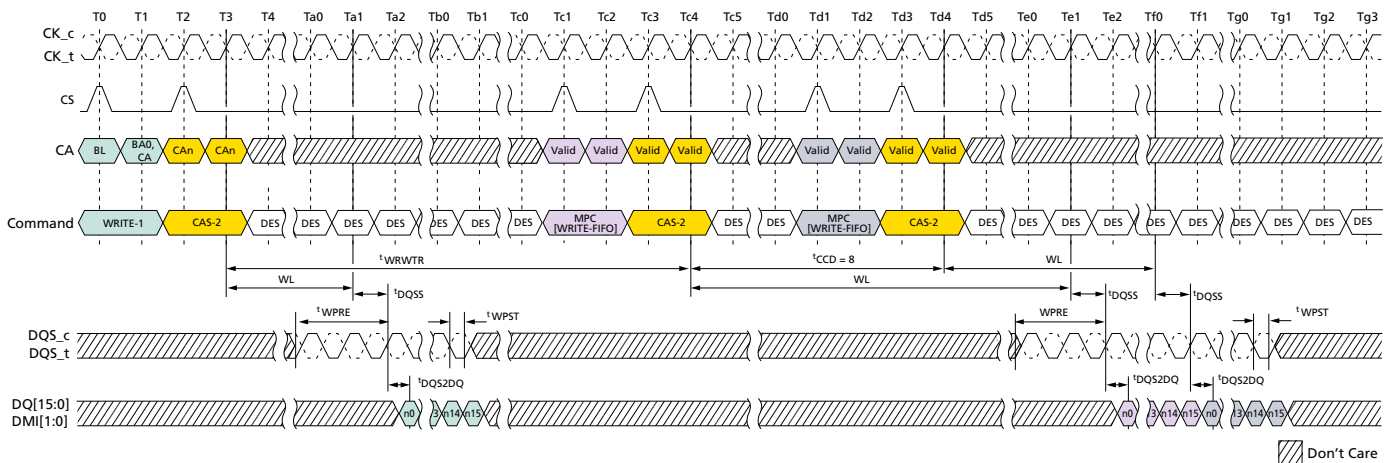 T0 T1 T2 T3 T4 Ta0 Ta1 Ta2 Tb0 Tb1 Tc0 Tc1 Tc2 Tc3 Tc4 Tc5 Td0 Td1 Td2 Td3 Td4 Td5 Te0 Te1 Te2 Tf0 Tf1 Tg0 Tg1 Tg2 Tg3
CK_c
CK_t
CS
CA BL BA0, CA CAn CAn Valid Valid Valid Valid Valid Valid Valid Valid
Command WRITE-1 CAS-2 DES DES DES DES DES DES DES MPC [WRITE-FIFO] CAS-2 DES DES MPC [WRITE-FIFO] CAS-2 DES DES DES DES DES DES DES DES DES DES
tWRWTR tCCD = 8 WL
WL WL
tDQSS tDQSS tDQSS
tWPRE tWPST WPRE tWPST
DQS_c
DQS_t
tDQS2DQ tDQS2DQ tDQS2DQ
DQ[15:0] n0 3 n14 n15 n0 13 n14 n15 n0 13 n14 n15
DMI[1:0]
Don't Care